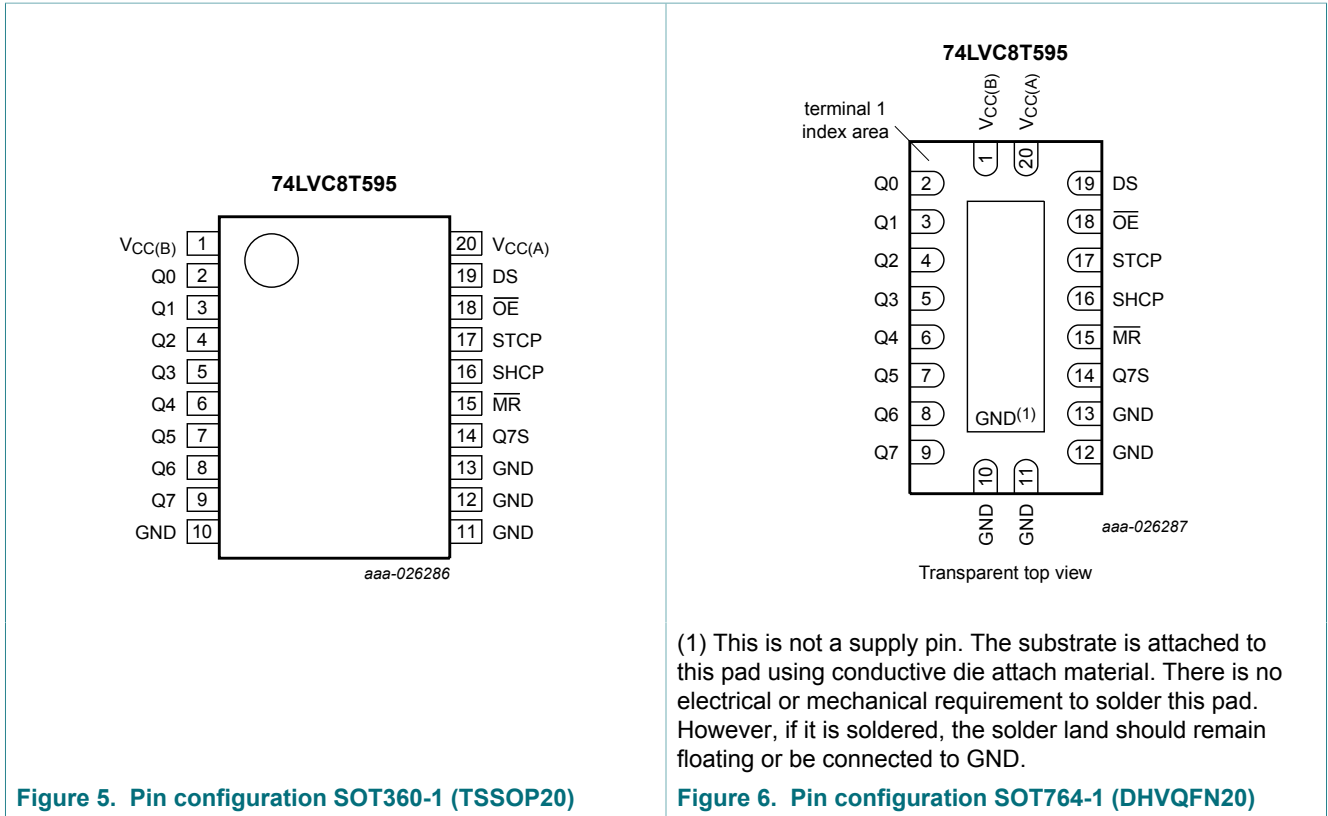 74LVC8T595
VCC(B) 1
Q0 2
Q1 3
Q2 4
Q3 5
Q4 6
Q5 7
Q6 8
Q7 9
GND 10
20 VCC(A)
19 DS
18 O̅E̅
17 STCP
16 SHCP
15 M̅R̅
14 Q7S
13 GND
12 GND
11 GND
aaa-026286
Figure 5. Pin configuration SOT360-1 (TSSOP20)
74LVC8T595
terminal 1
index area
VCC(B)
VCC(A)
1
20
Q0 2
Q1 3
Q2 4
Q3 5
Q4 6
Q5 7
Q6 8
Q7 9
19 DS
18 O̅E̅
17 STCP
16 SHCP
15 M̅R̅
14 Q7S
13 GND
12 GND
GND(1)
10
11
GND
GND
aaa-026287
Transparent top view
(1) This is not a supply pin. The substrate is attached to
this pad using conductive die attach material. There is no
electrical or mechanical requirement to solder this pad.
However, if it is soldered, the solder land should remain
floating or be connected to GND.
Figure 6. Pin configuration SOT764-1 (DHVQFN20)